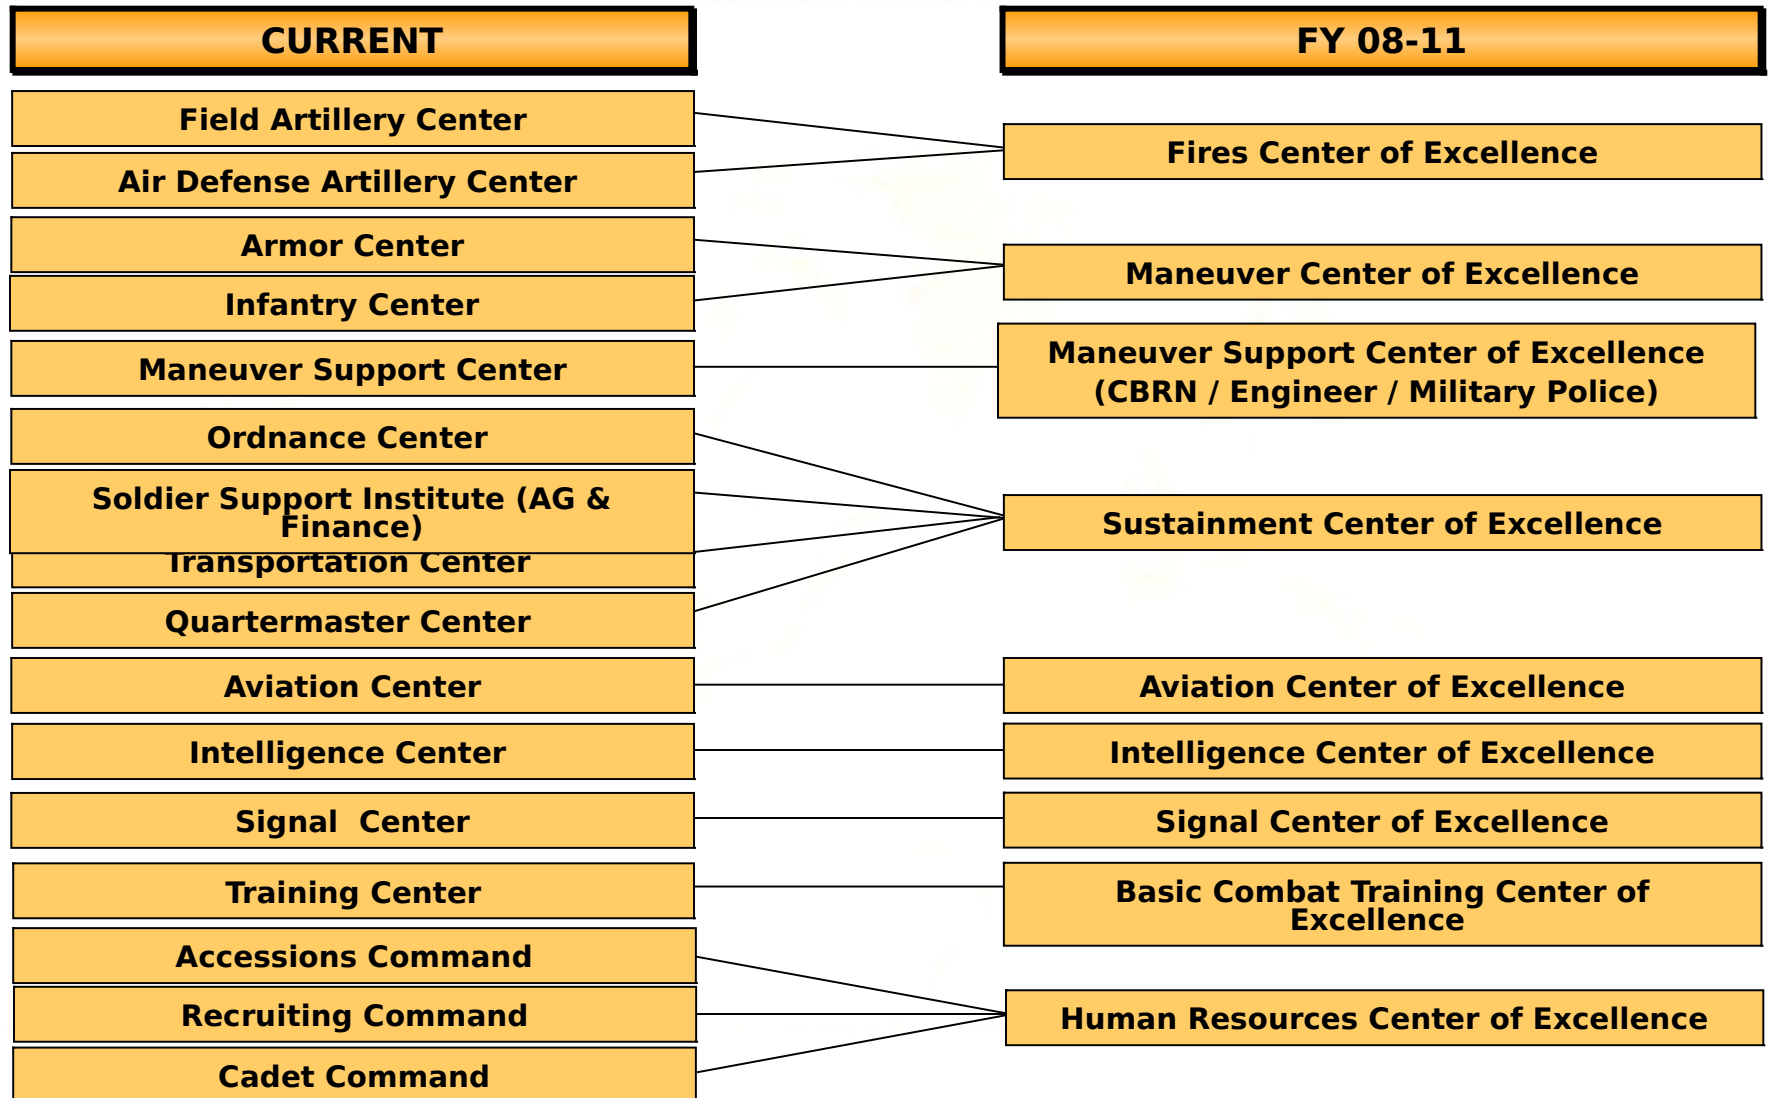 CURRENT
FY 08-11
Field Artillery Center
Air Defense Artillery Center
Armor Center
Infantry Center
Maneuver Support Center
Ordnance Center
Soldier Support Institute (AG &
Finance)
Transportation Center
Quartermaster Center
Aviation Center
Intelligence Center
Signal  Center
Training Center
Accessions Command
Recruiting Command
Cadet Command
Fires Center of Excellence
Maneuver Center of Excellence
Maneuver Support Center of Excellence
(CBRN / Engineer / Military Police)
Sustainment Center of Excellence
Aviation Center of Excellence
Intelligence Center of Excellence
Signal Center of Excellence
Basic Combat Training Center of
Excellence
Human Resources Center of Excellence